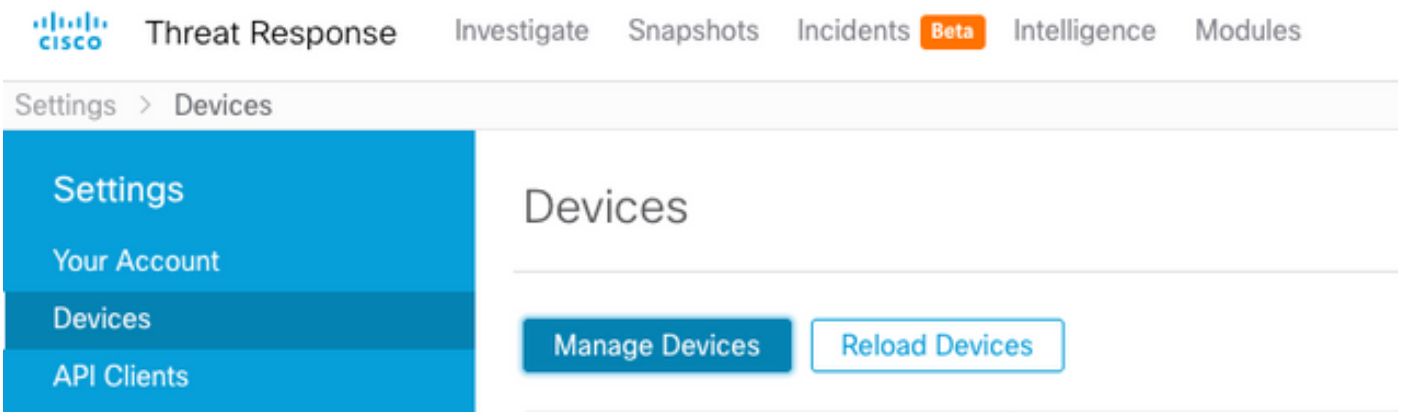 cisco Threat Response Investigate Snapshots Incidents Beta Intelligence Modules
Settings > Devices
Settings
Your Account
Devices
API Clients
Devices
Manage Devices Reload Devices